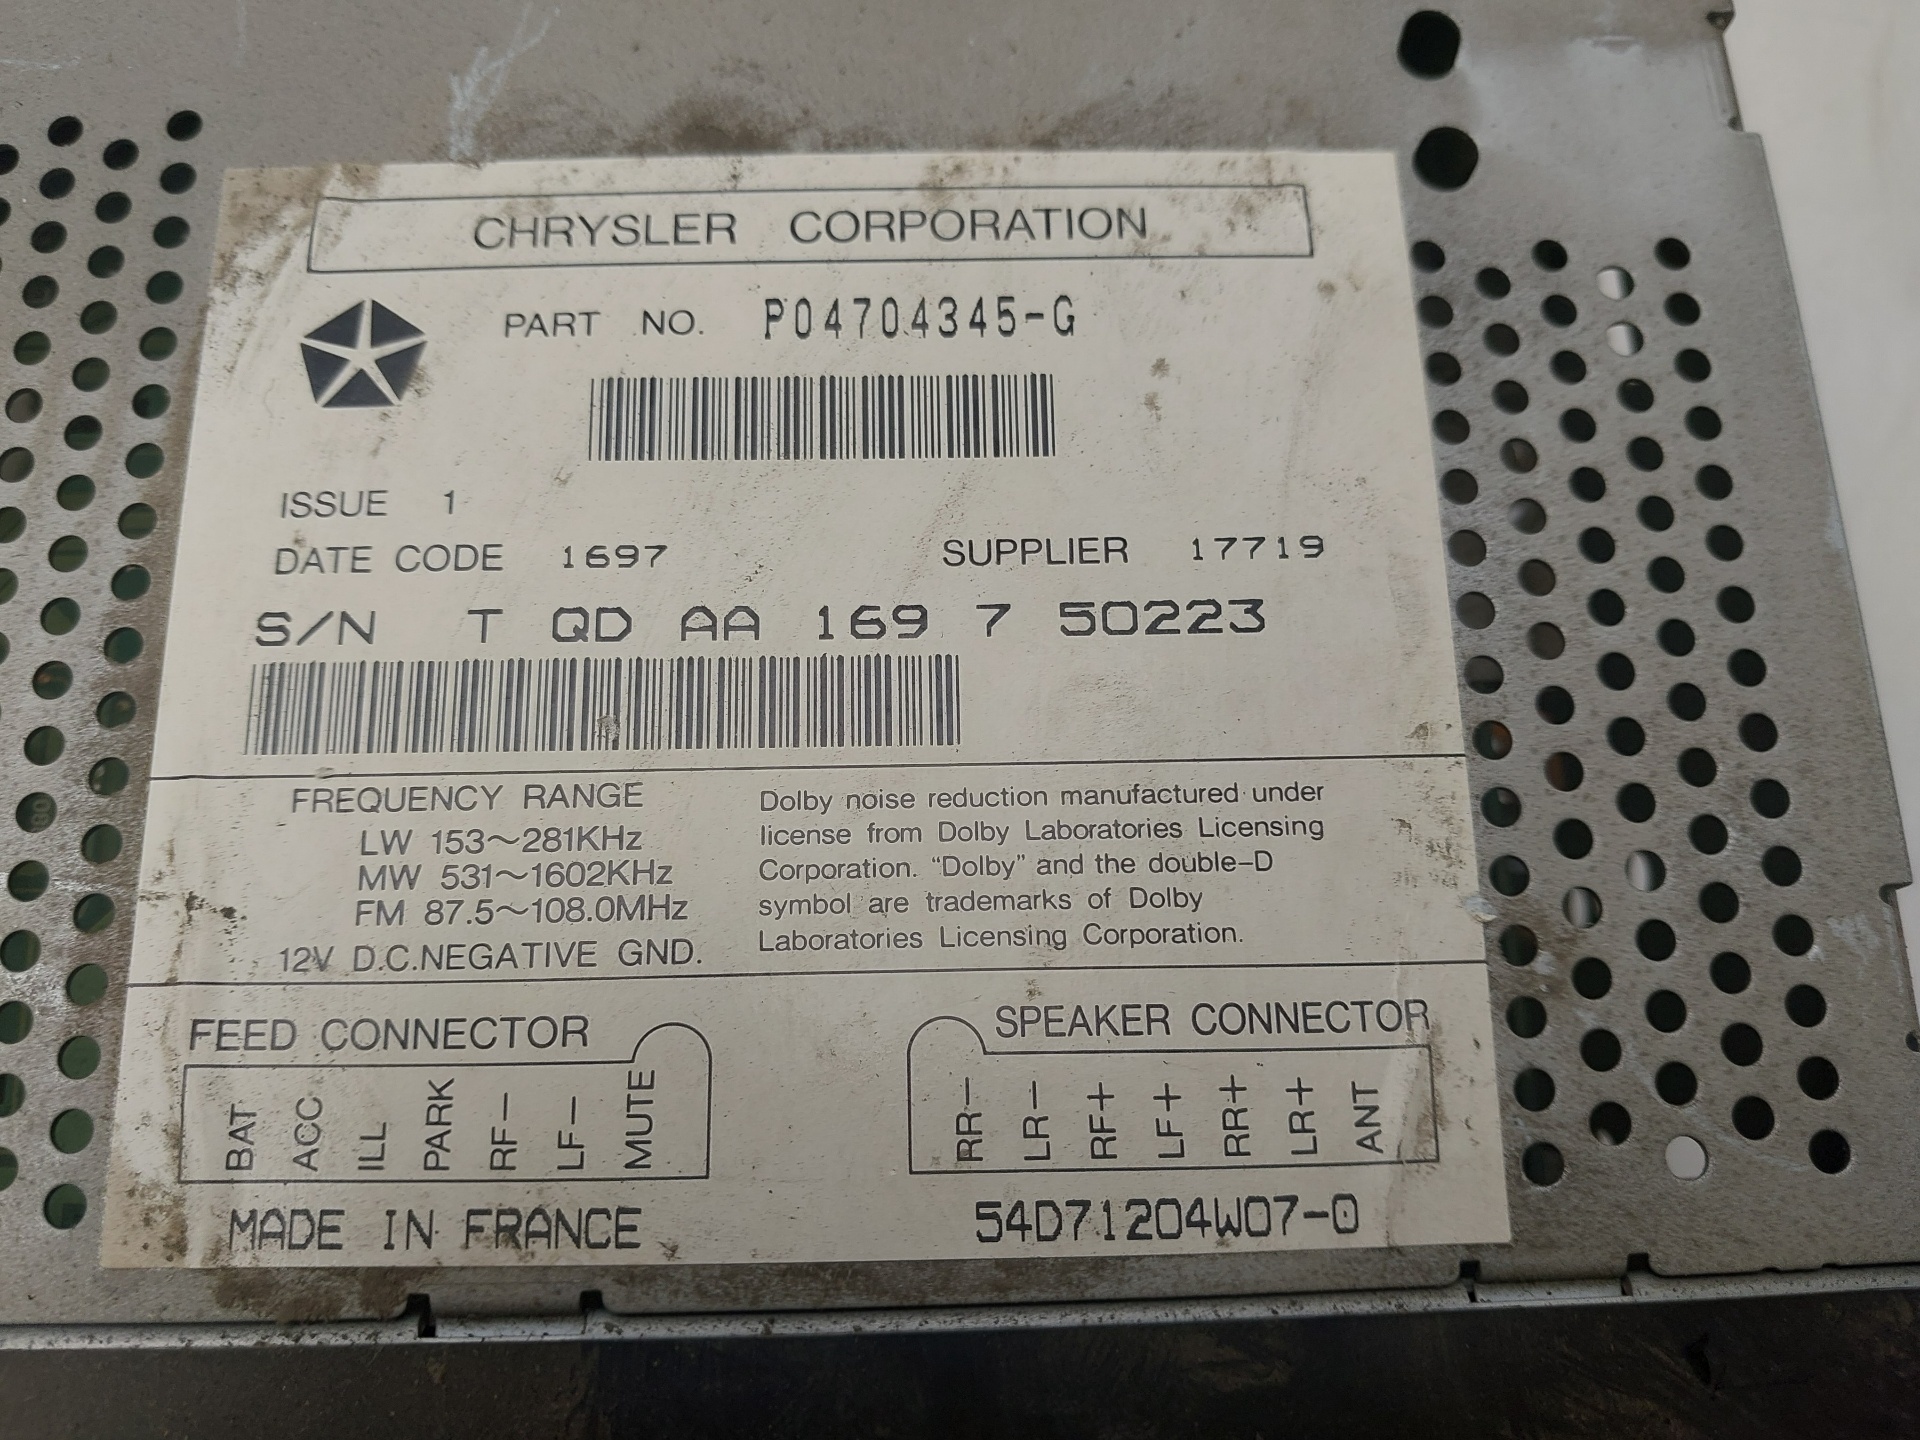 CHRYSLER CORPORATION
PART NO. P04704345-G
ISSUE 1
DATE CODE 1697 SUPPLIER 17719
S/N T QD AA 169 7 50223
FREQUENCY RANGE
LW 153~281KHz
MW 531~1602KHz
FM 87.5~108.0MHz
12V D.C.NEGATIVE GND.
Dolby noise reduction manufactured under
license from Dolby Laboratories Licensing
Corporation. "Dolby" and the double-D
symbol are trademarks of Dolby
Laboratories Licensing Corporation.
FEED CONNECTOR
BAT
ACC
ILL
PARK
RF-
LF-
MUTE
SPEAKER CONNECTOR
RR-
LR-
RF+
LF+
RR+
LR+
ANT
MADE IN FRANCE
54D71204W07-0